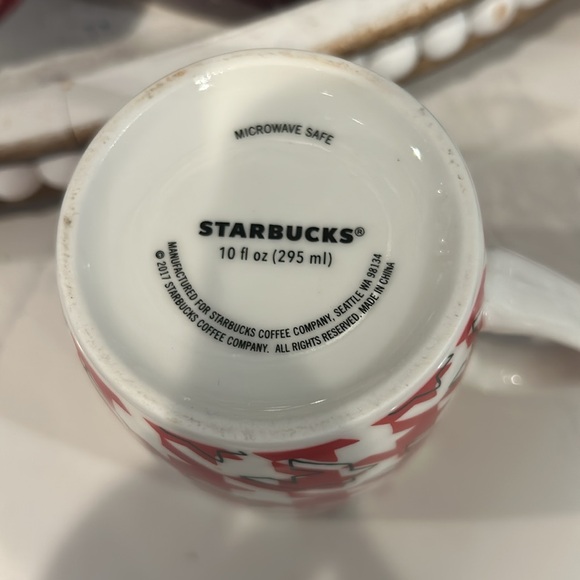 MICROWAVE SAFE
STARBUCKS®
10 fl oz (295 ml)
MANUFACTURED FOR STARBUCKS COFFEE COMPANY, SEATTLE WA 98134
© 2017 STARBUCKS COFFEE COMPANY. ALL RIGHTS RESERVED. MADE IN CHINA